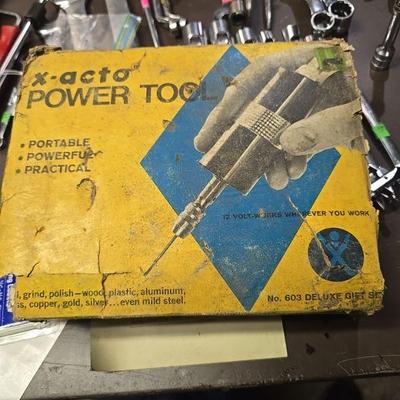 x-acto
POWER TOOL
• PORTABLE
• POWERFUL
• PRACTICAL
12 VOLT-WORKS WHEREVER YOU WORK
grind, polish—wood, plastic, aluminum,
copper, gold, silver...even mild steel.
No. 603 DELUXE GIFT SET